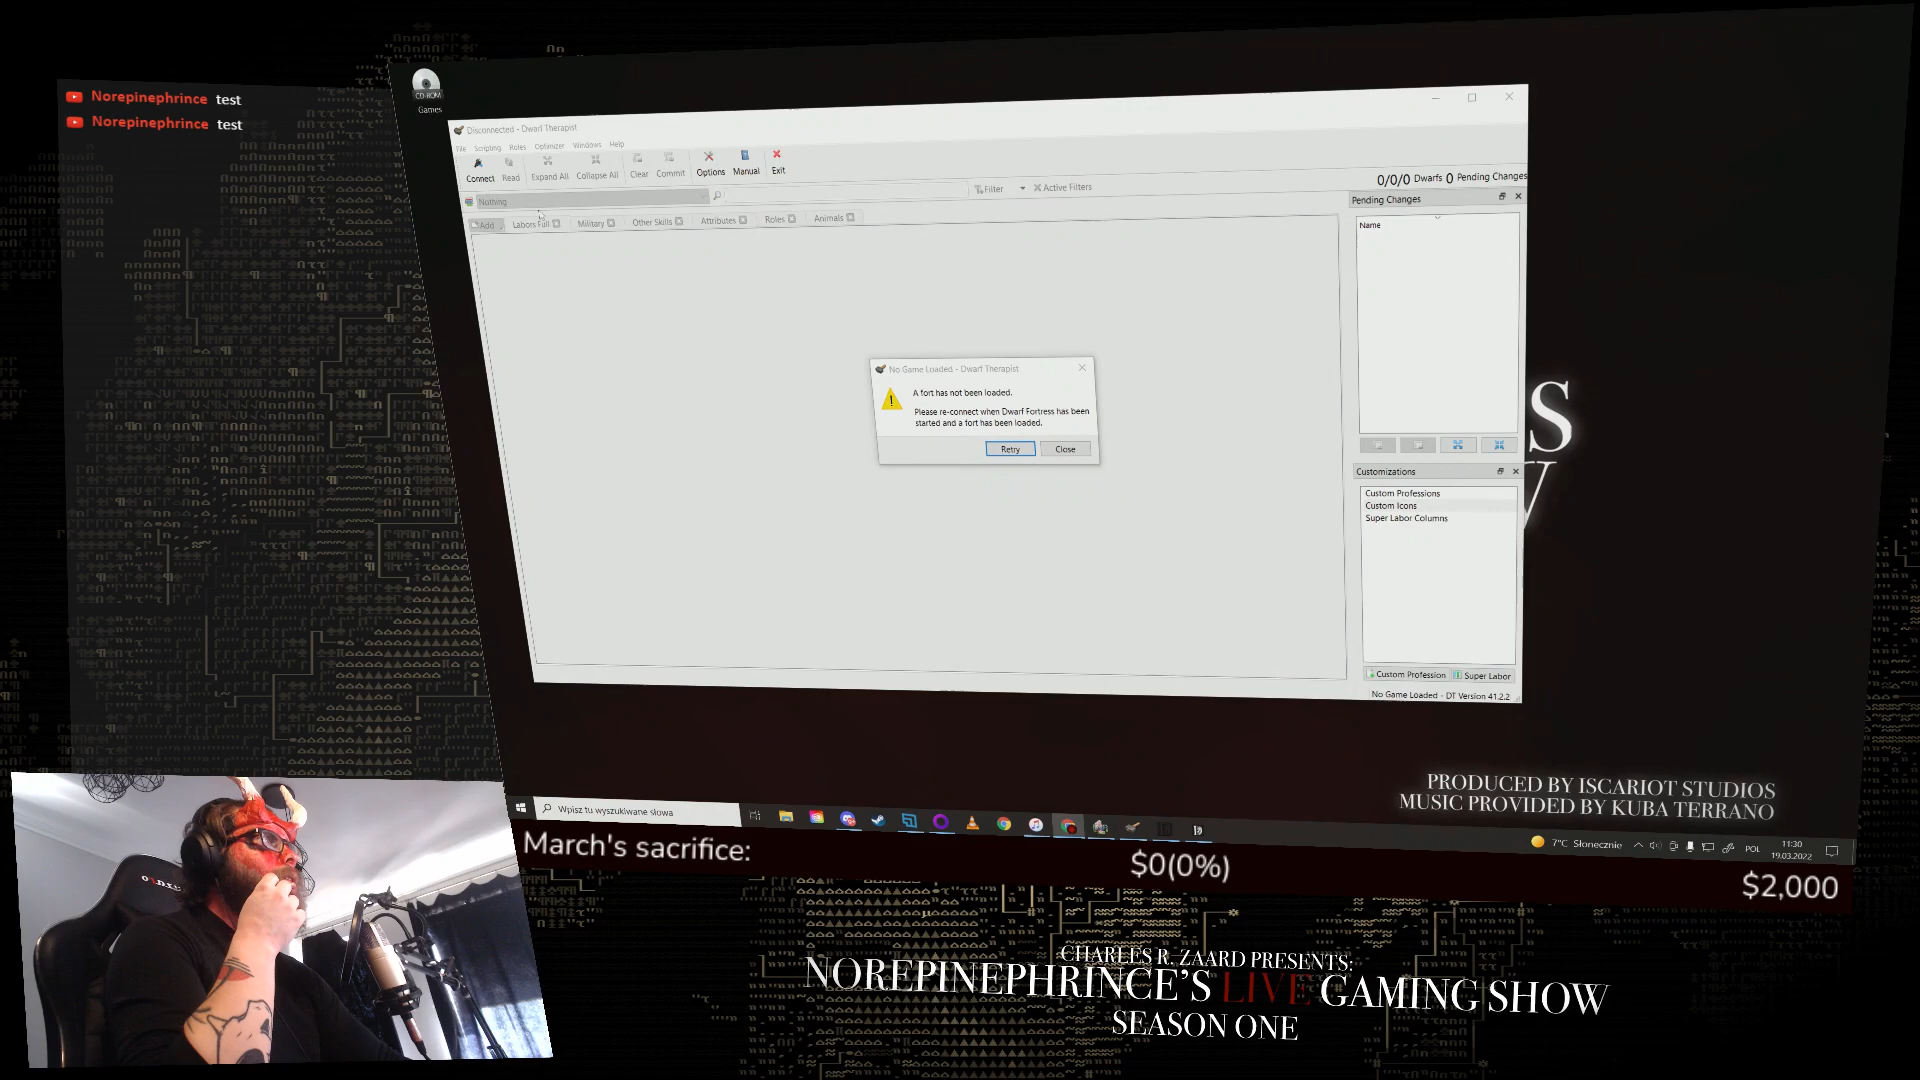 Norepinephrince test
Norepinephrince test
CD-ROM
Games
Disconnected - Dwarf Therapist
File Scripting Roles Optimizer Windows Help
Connect Read Expand All Collapse All Clear Commit Options Manual Exit
0/0/0 Dwarfs 0 Pending Changes
Nothing
Filter Active Filters
Add Labors Full Military Other Skills Attributes Roles Animals
Pending Changes
Name
No Game Loaded - Dwarf Therapist
A fort has not been loaded.
Please re-connect when Dwarf Fortress has been
started and a fort has been loaded.
Retry Close
Customizations
Custom Professions
Custom Icons
Super Labor Columns
Custom Profession Super Labor
No Game Loaded - DT Version 41.2.2
PRODUCED BY ISCARIOT STUDIOS
MUSIC PROVIDED BY KUBA TERRANO
Wpisz tu wyszukiwane słowa
7°C Słonecznie
POL
11:30
19.03.2022
March's sacrifice:
$0(0%)
$2,000
CHARLES R. ZAARD PRESENTS:
NOREPINEPHRINCE'S LIVE GAMING SHOW
SEASON ONE